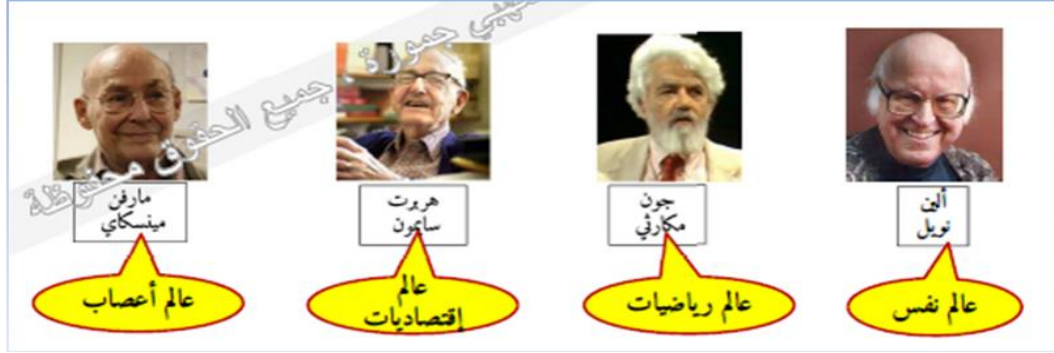 جموزة . جميع الحقوق محفوظة
ألين
نويل
جون
مكارثي
هربرت
سايمون
مارفن
مينسكاي
عالم نفس
عالم رياضيات
عالم
إقتصاديات
عالم أعصاب